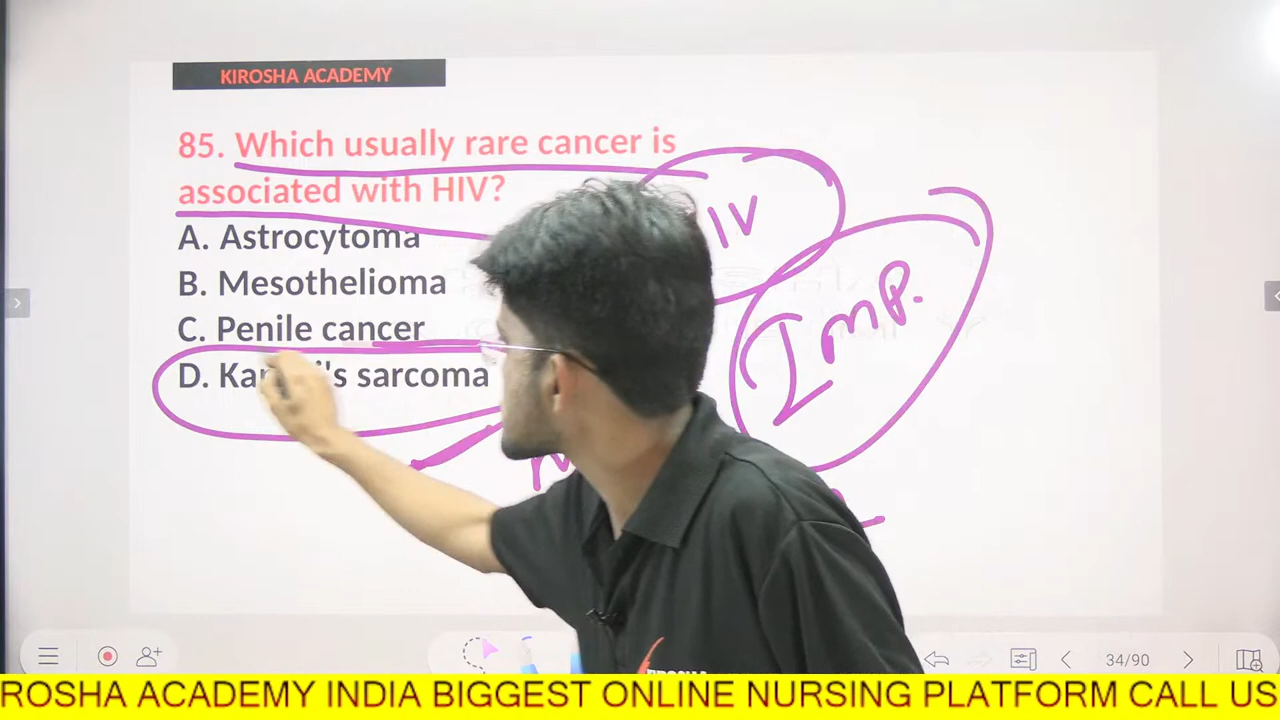 KIROSHA ACADEMY
85. Which usually rare cancer is
associated with HIV?
IV
A. Astrocytoma
B. Mesothelioma
Imp.
C. Penile cancer
D. 's sarcoma
34/90
ROSHA ACADEMY INDIA BIGGEST ONLINE NURSING PLATFORM CALL US